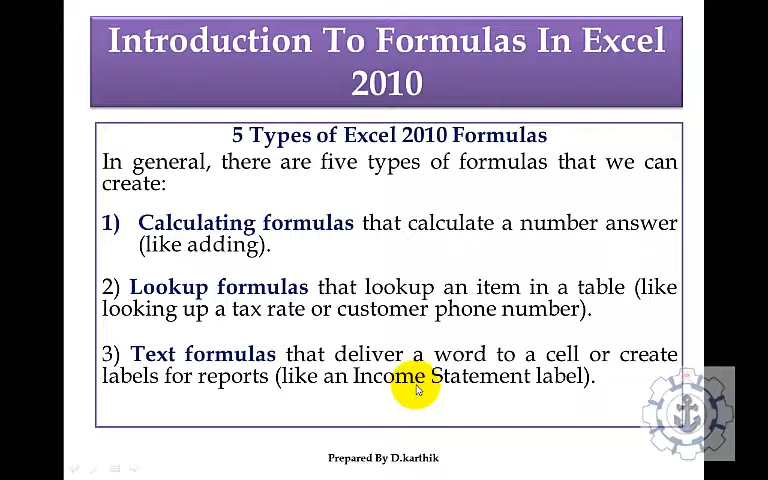 Introduction To Formulas In Excel
2010
5 Types of Excel 2010 Formulas
In general, there are five types of formulas that we can
create:
1) Calculating formulas that calculate a number answer
(like adding).
2) Lookup formulas that lookup an item in a table (like
looking up a tax rate or customer phone number).
3) Text formulas that deliver a word to a cell or create
labels for reports (like an Income Statement label).
Prepared By D.karthik